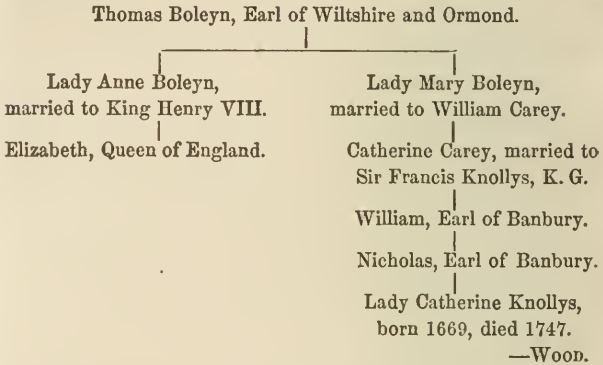 Thomas Boleyn, Earl of Wiltshire and Ormond.
Lady Anne Boleyn,
married to King Henry VIII.
Elizabeth, Queen of England.
Lady Mary Boleyn,
married to William Carey.
Catherine Carey, married to
Sir Francis Knollys, K. G.
William, Earl of Banbury.
Nicholas, Earl of Banbury.
Lady Catherine Knollys,
born 1669, died 1747.
—WOOD.